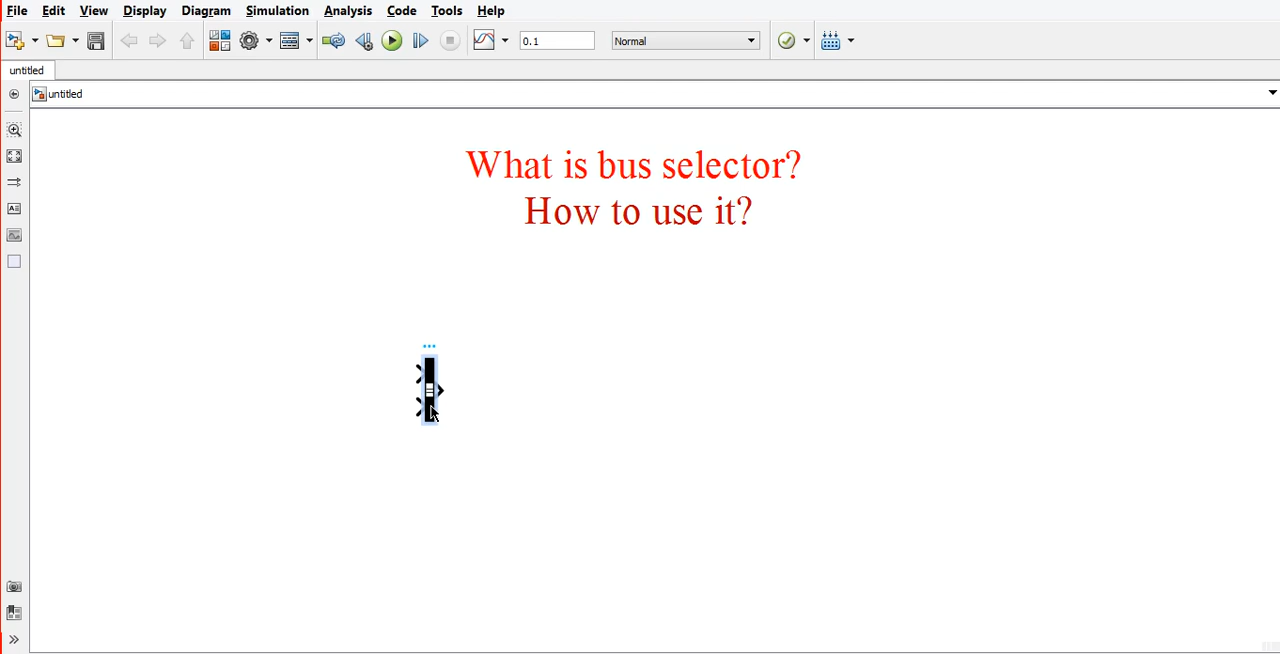 File Edit View Display Diagram Simulation Analysis Code Tools Help
0.1 Normal
untitled
untitled
What is bus selector?
How to use it?